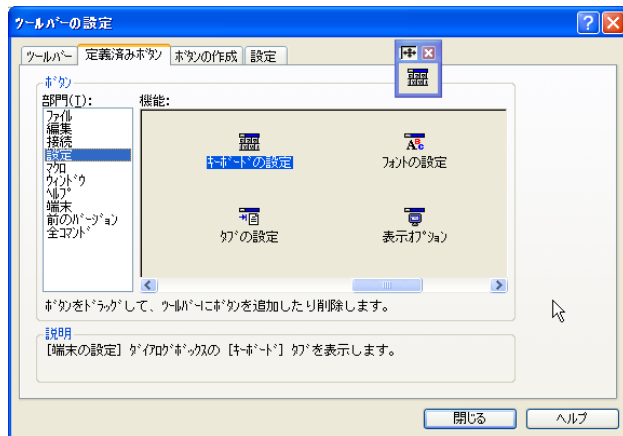 ツールバーの設定
ツールバー 定義済みボタン ボタンの作成 設定
ボタン
部門(T): 機能:
ファイル
編集
接続
設定
マクロ
ウィンドウ
ヘルプ
端末
前のバージョン
全コマンド
キーボードの設定 フォントの設定
タブの設定 表示オプション
ボタンをドラッグして、ツールバーにボタンを追加したり削除します。
説明
[端末の設定] ダイアログボックスの [キーボード] タブを表示します。
閉じる ヘルプ